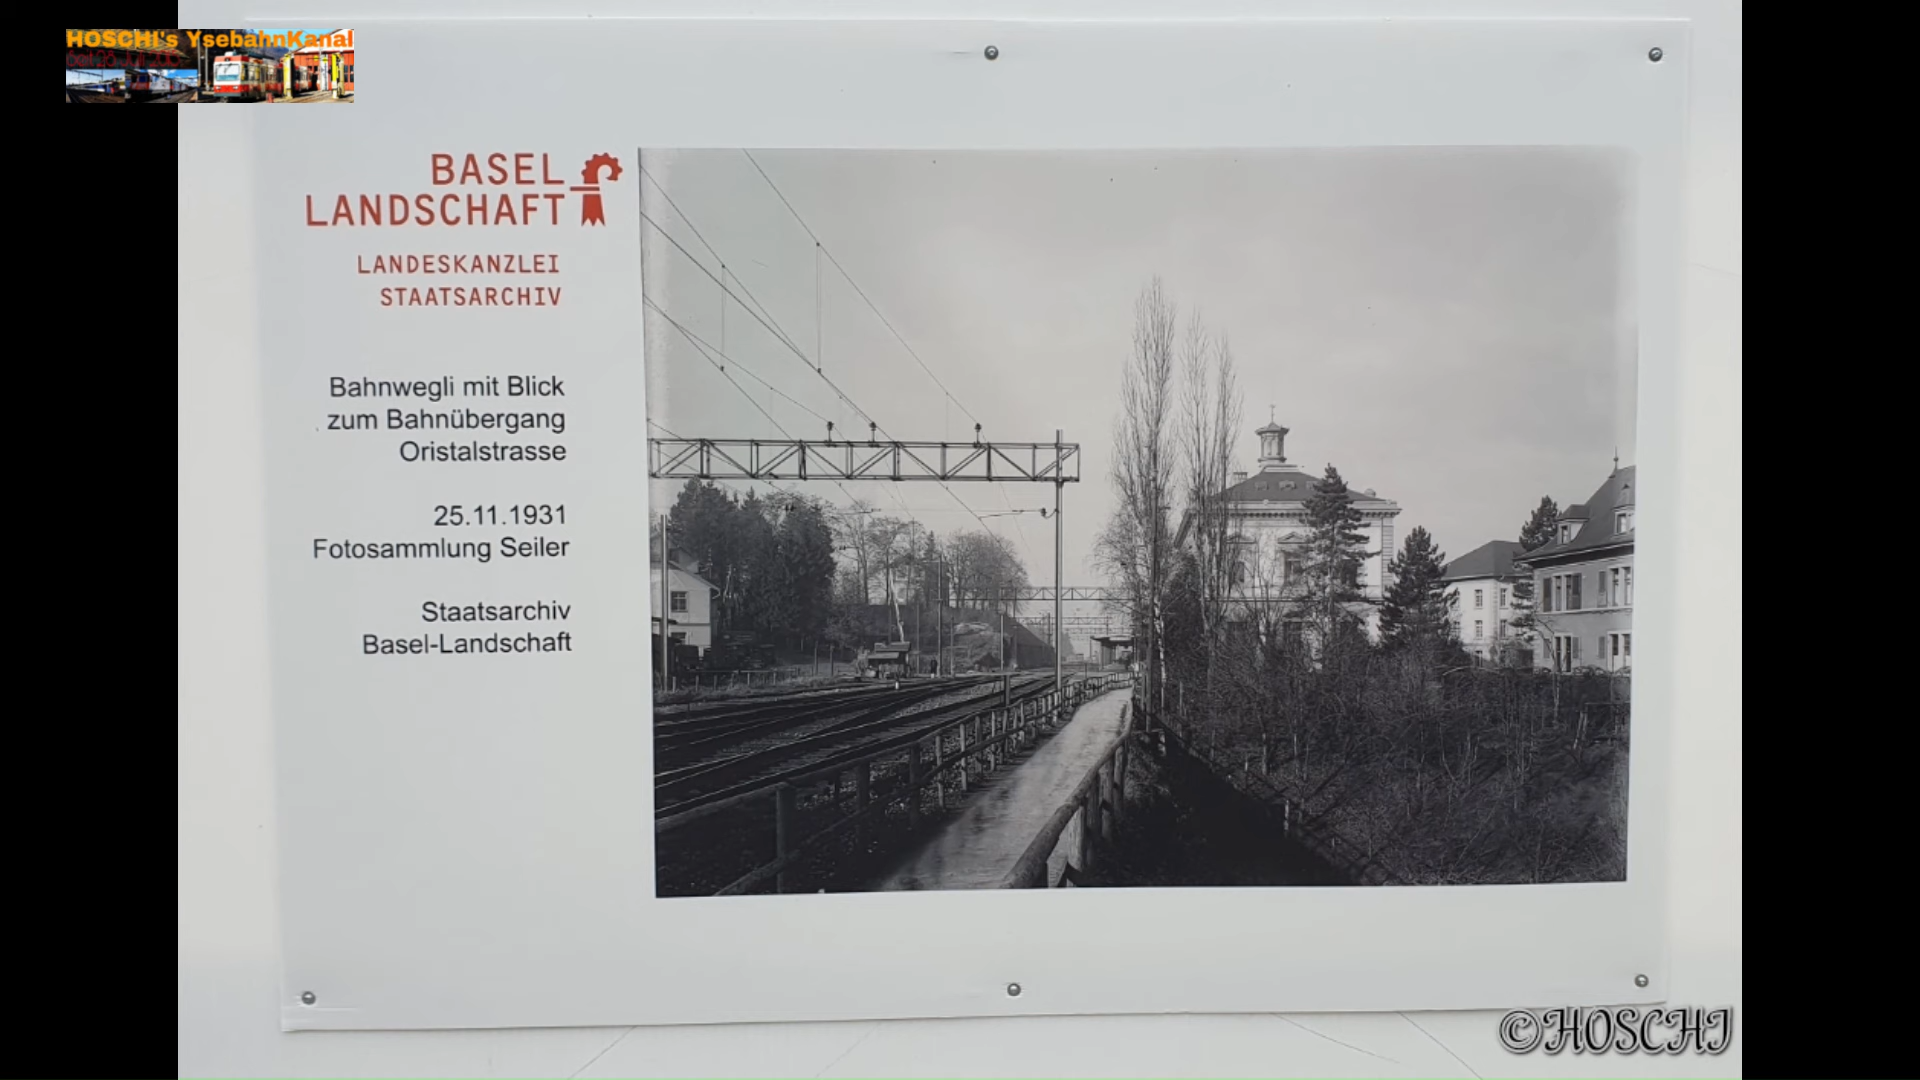 HOSCHI's YsebahnKanal
BASEL
LANDSCHAFT
LANDESKANZLEI
STAATSARCHIV
Bahnwegli mit Blick
zum Bahnübergang
Oristalstrasse
25.11.1931
Fotosammlung Seiler
Staatsarchiv
Basel-Landschaft
©HOSCHI